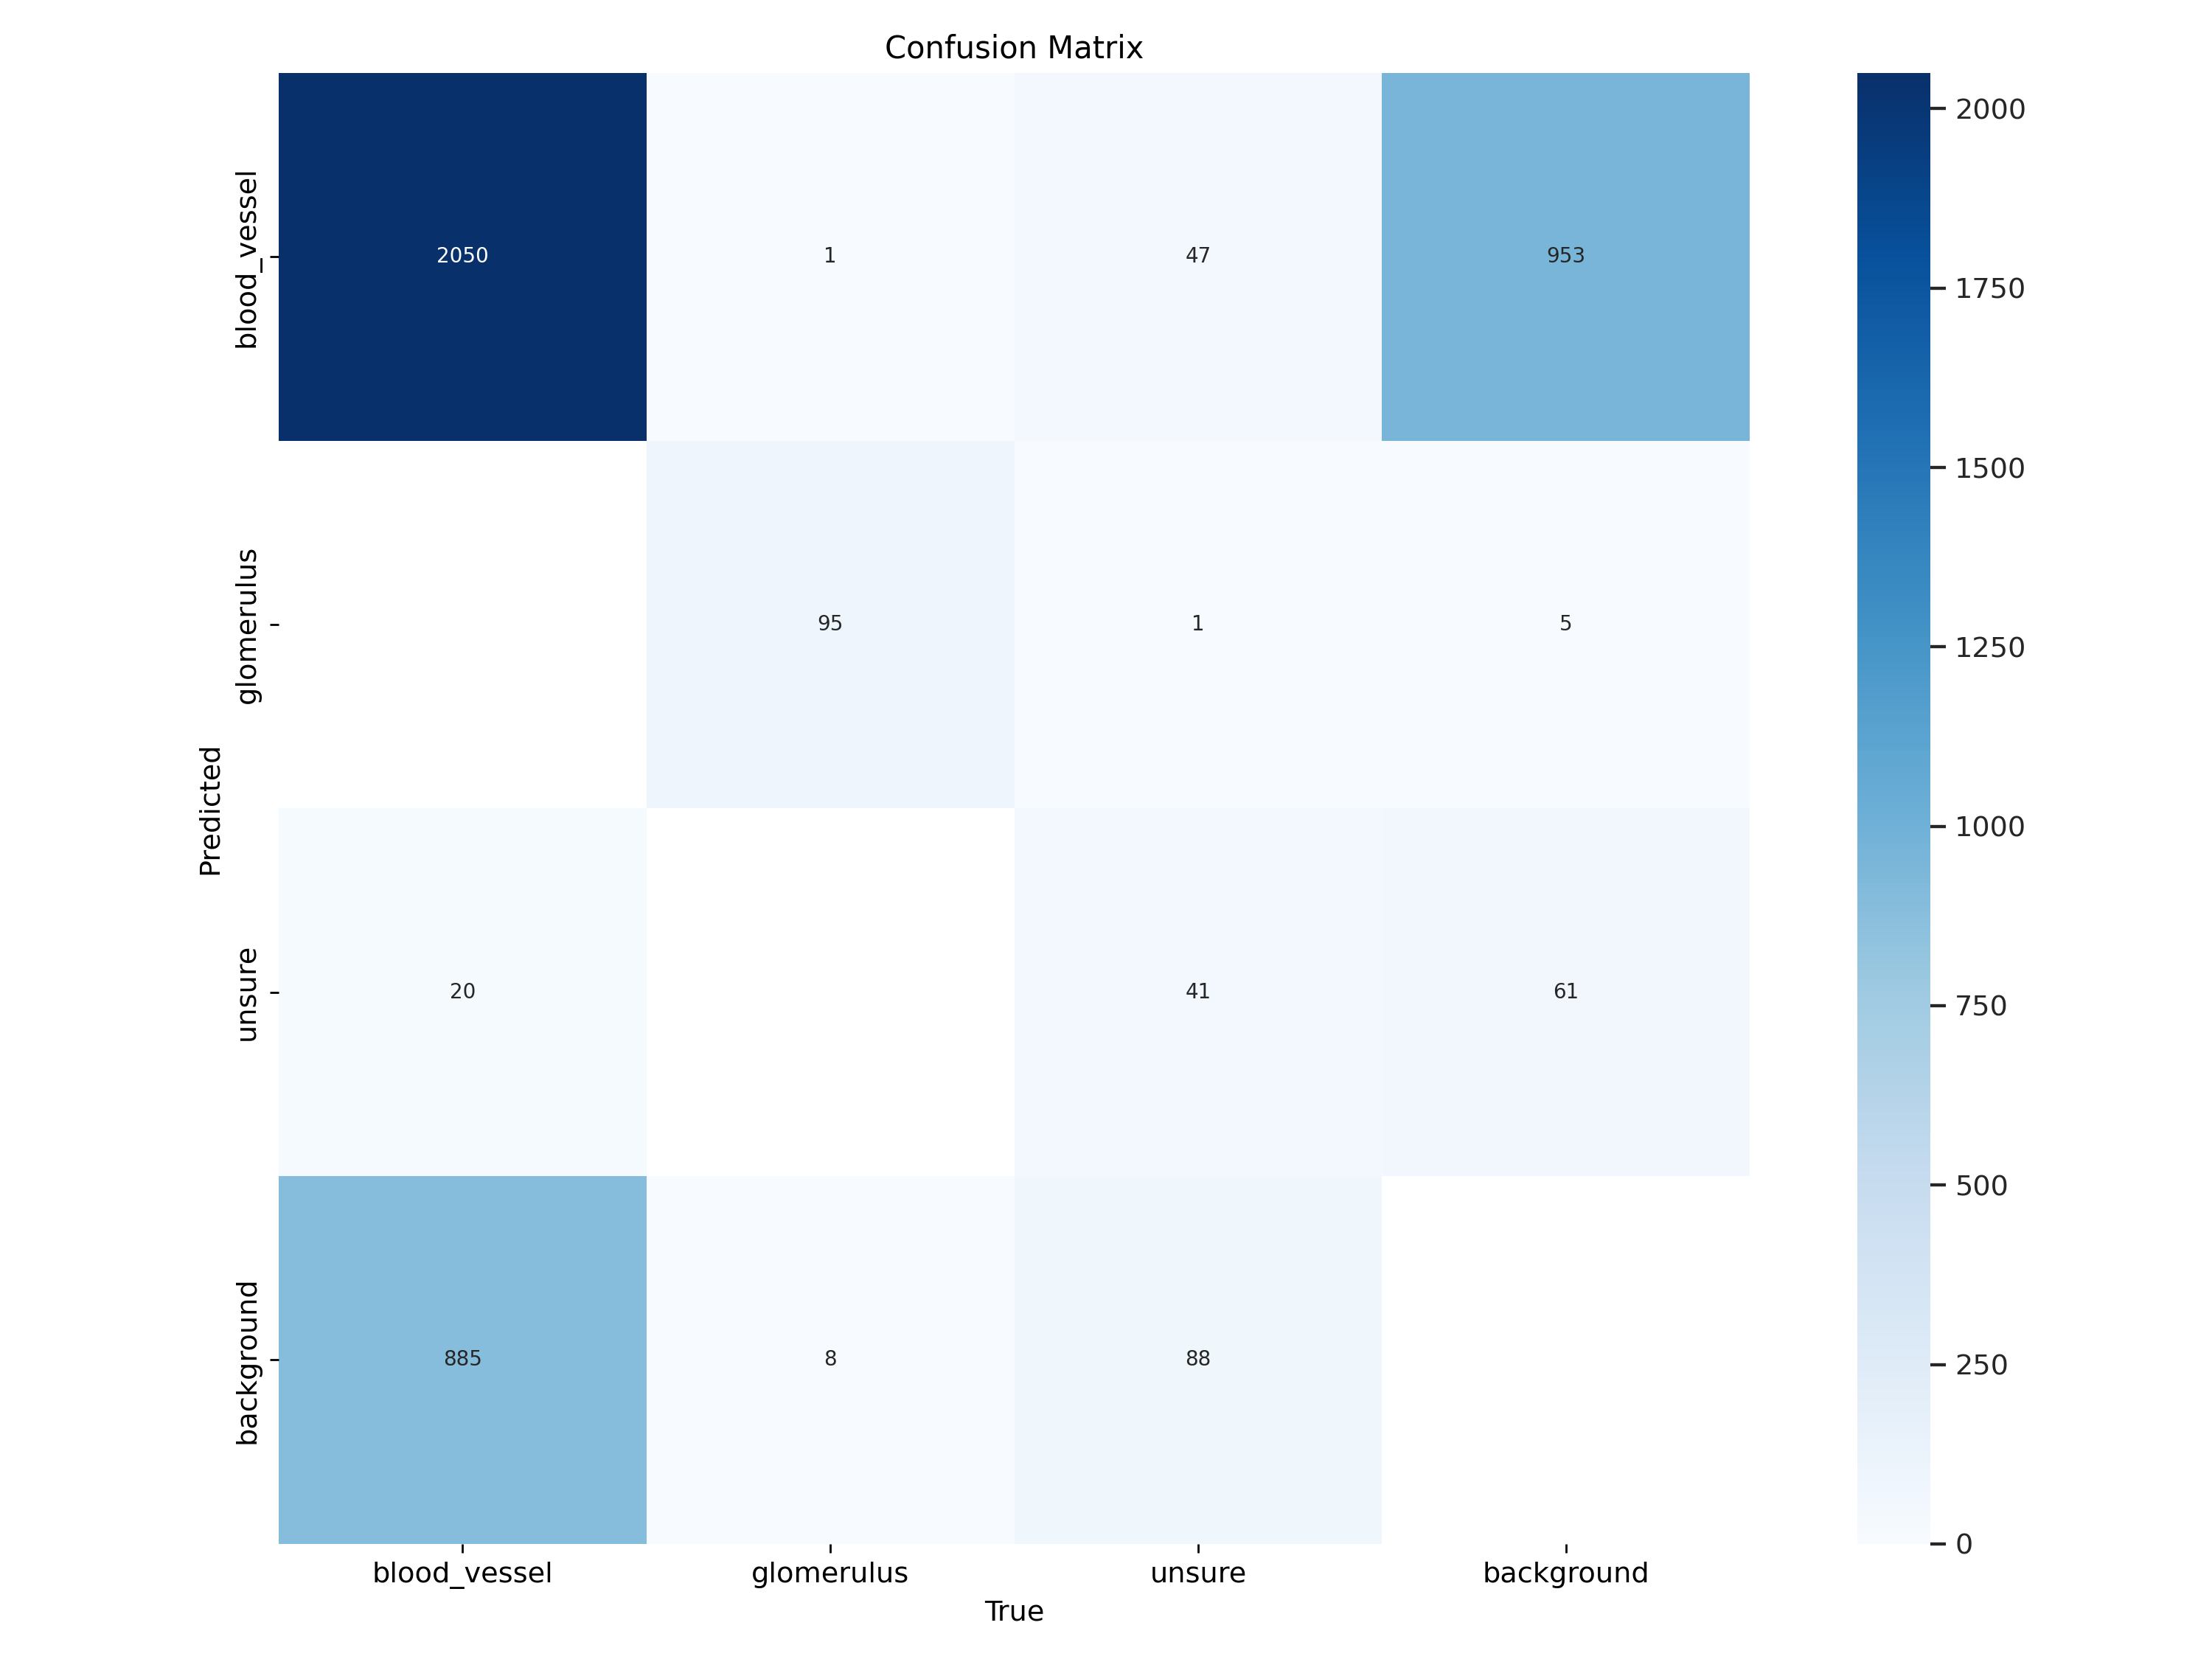 Confusion Matrix
Predicted
blood_vessel
2050
1
47
953
glomerulus
95
1
5
unsure
20
41
61
background
885
8
88
blood_vessel
glomerulus
unsure
background
True
2000
1750
1500
1250
1000
750
500
250
0